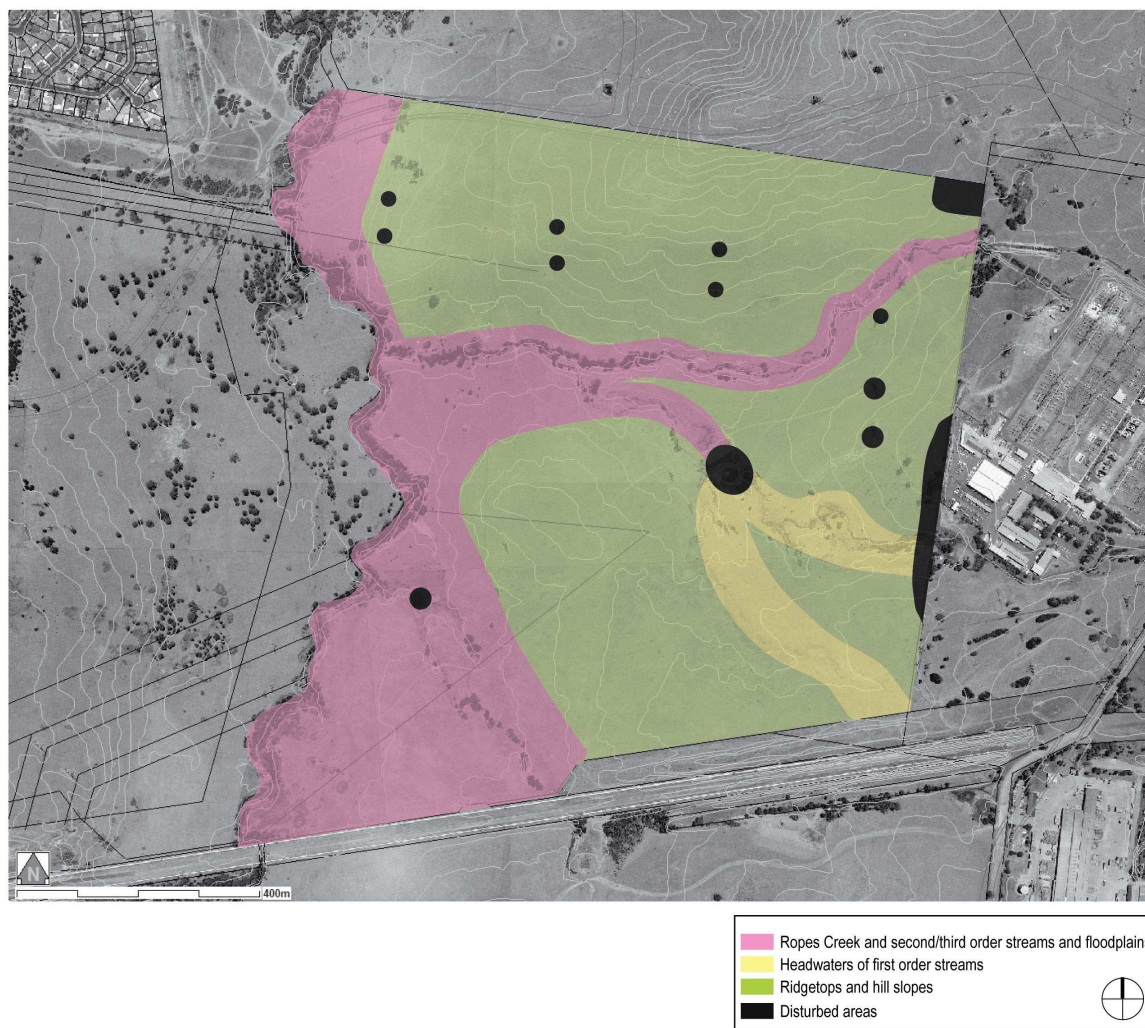 N
400m
Ropes Creek and second/third order streams and floodplain
Headwaters of first order streams
Ridgetops and hill slopes
Disturbed areas